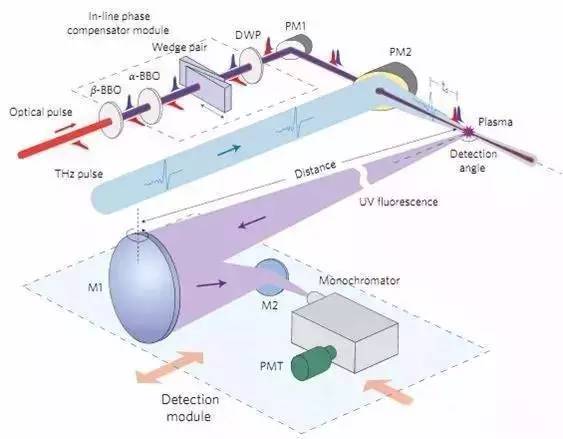 In-line phase
compensator module
Wedge pair
DWP
PM1
PM2
α-BBO
β-BBO
Optical pulse
Plasma
Detection
angle
THz pulse
Distance
UV fluorescence
M1
M2
Monochromator
PMT
Detection
module